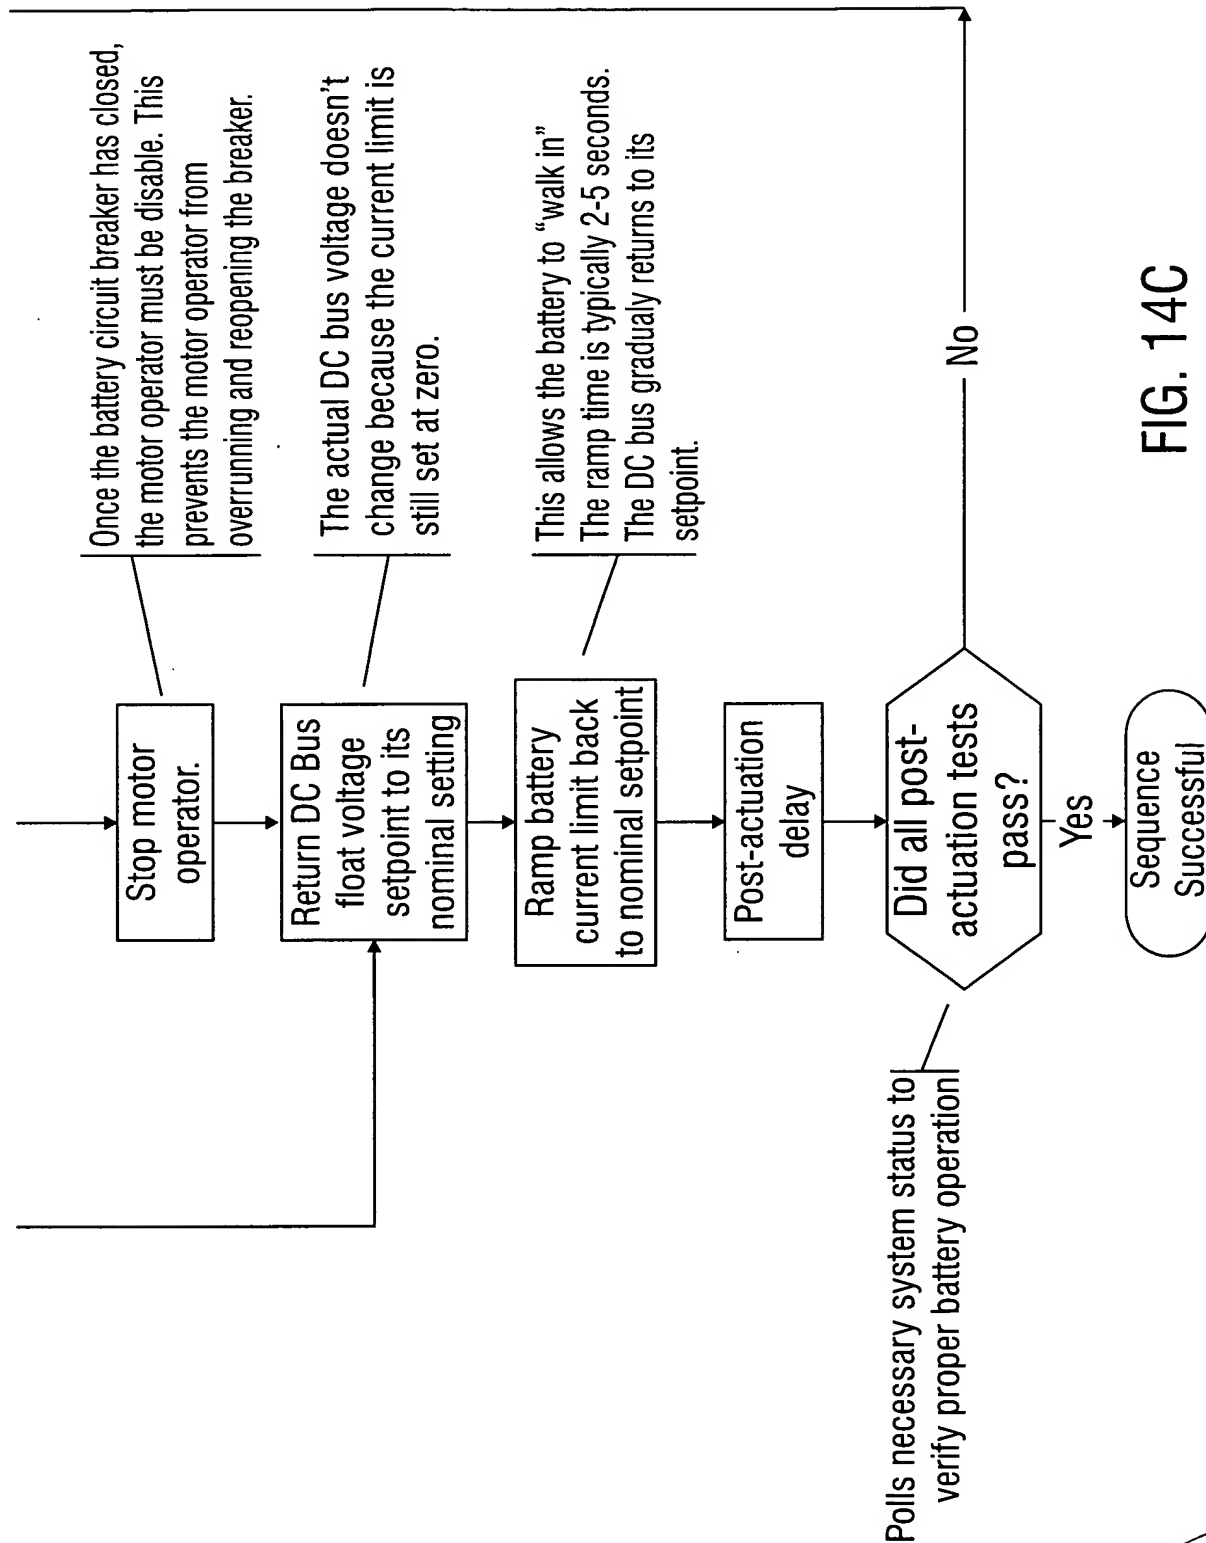 Once the battery circuit breaker has closed,
the motor operator must be disable. This
prevents the motor operator from
overrunning and reopening the breaker.
Stop motor
operator.
The actual DC bus voltage doesn't
change because the current limit is
still set at zero.
Return DC Bus
float voltage
setpoint to its
nominal setting
This allows the battery to “walk in”
The ramp time is typically 2-5 seconds.
The DC bus gradualy returns to its
setpoint.
Ramp battery
current limit back
to nominal setpoint
Post-actuation
delay
Did all post-
actuation tests
pass?
No
Polls necessary system status to
verify proper battery operation
Yes
Sequence
Successful
FIG. 14C